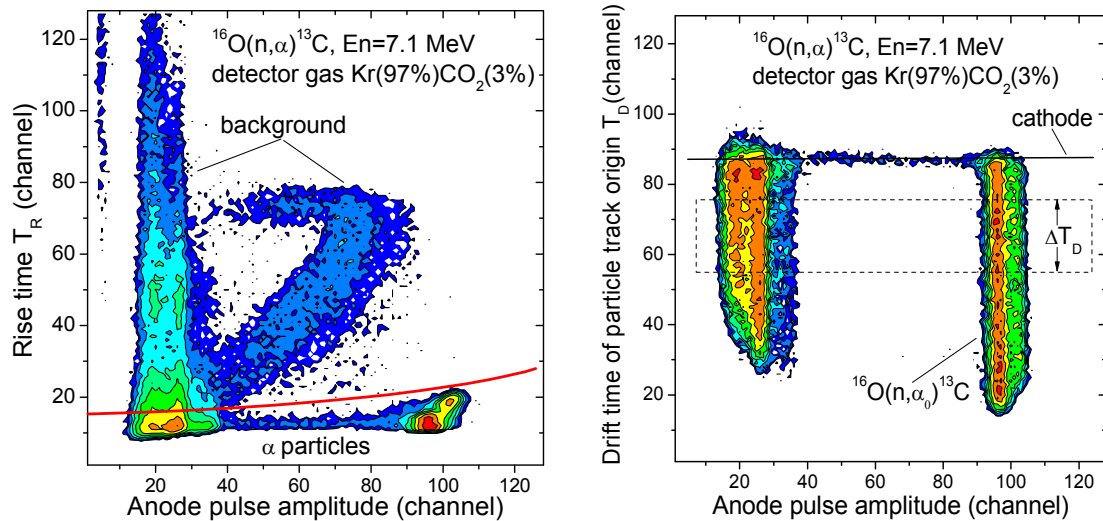 ¹⁶O(n,α)¹³C, En=7.1 MeV
detector gas Kr(97%)CO₂(3%)
background
α particles
Rise time T_R (channel)
120
100
80
60
40
20
20 40 60 80 100 120
Anode pulse amplitude (channel)
¹⁶O(n,α)¹³C, En=7.1 MeV
detector gas Kr(97%)CO₂(3%)
cathode
ΔT_D
¹⁶O(n,α₀)¹³C
Drift time of particle track origin T_D (channel)
120
100
80
60
40
20
20 40 60 80 100 120
Anode pulse amplitude (channel)